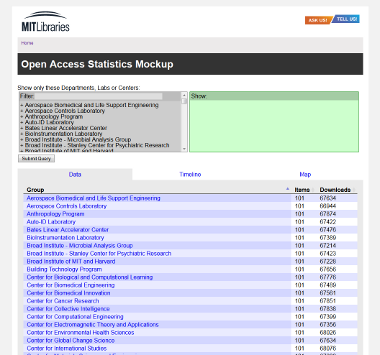 ASK US!
TELL US!
MITLibraries
Home
Open Access Statistics Mockup
Show only these Departments, Labs or Centers:
Filter:
Show:
+ Aerospace Biomedical and Life Support Engineering
+ Aerospace Controls Laboratory
+ Anthropology Program
+ Auto-ID Laboratory
+ Bates Linear Accelerator Center
+ BioInstrumentation Laboratory
+ Broad Institute - Microbial Analysis Group
+ Broad Institute - Stanley Center for Psychiatric Research
+ Broad Institute of MIT and Harvard
Submit Query
Data Timeline Map
Group Items Downloads
Aerospace Biomedical and Life Support Engineering 101 67634
Aerospace Controls Laboratory 101 66944
Anthropology Program 101 67874
Auto-ID Laboratory 101 67422
Bates Linear Accelerator Center 101 67476
BioInstrumentation Laboratory 101 67389
Broad Institute - Microbial Analysis Group 101 67214
Broad Institute - Stanley Center for Psychiatric Research 101 67423
Broad Institute of MIT and Harvard 101 67228
Building Technology Program 101 67656
Center for Biological and Computational Learning 101 67776
Center for Biomedical Engineering 101 67489
Center for Biomedical Innovation 101 67561
Center for Cancer Research 101 67851
Center for Collective Intelligence 101 67838
Center for Computational Engineering 101 67399
Center for Electromagnetic Theory and Applications 101 67356
Center for Environmental Health Sciences 101 68026
Center for Global Change Science 101 67634
Center for International Studies 101 68076